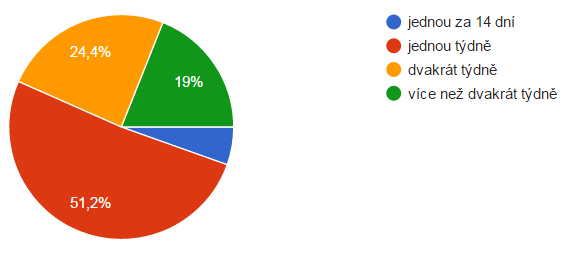 24,4%
19%
51,2%
jednou za 14 dní
jednou týdně
dvakrát týdně
více než dvakrát týdně